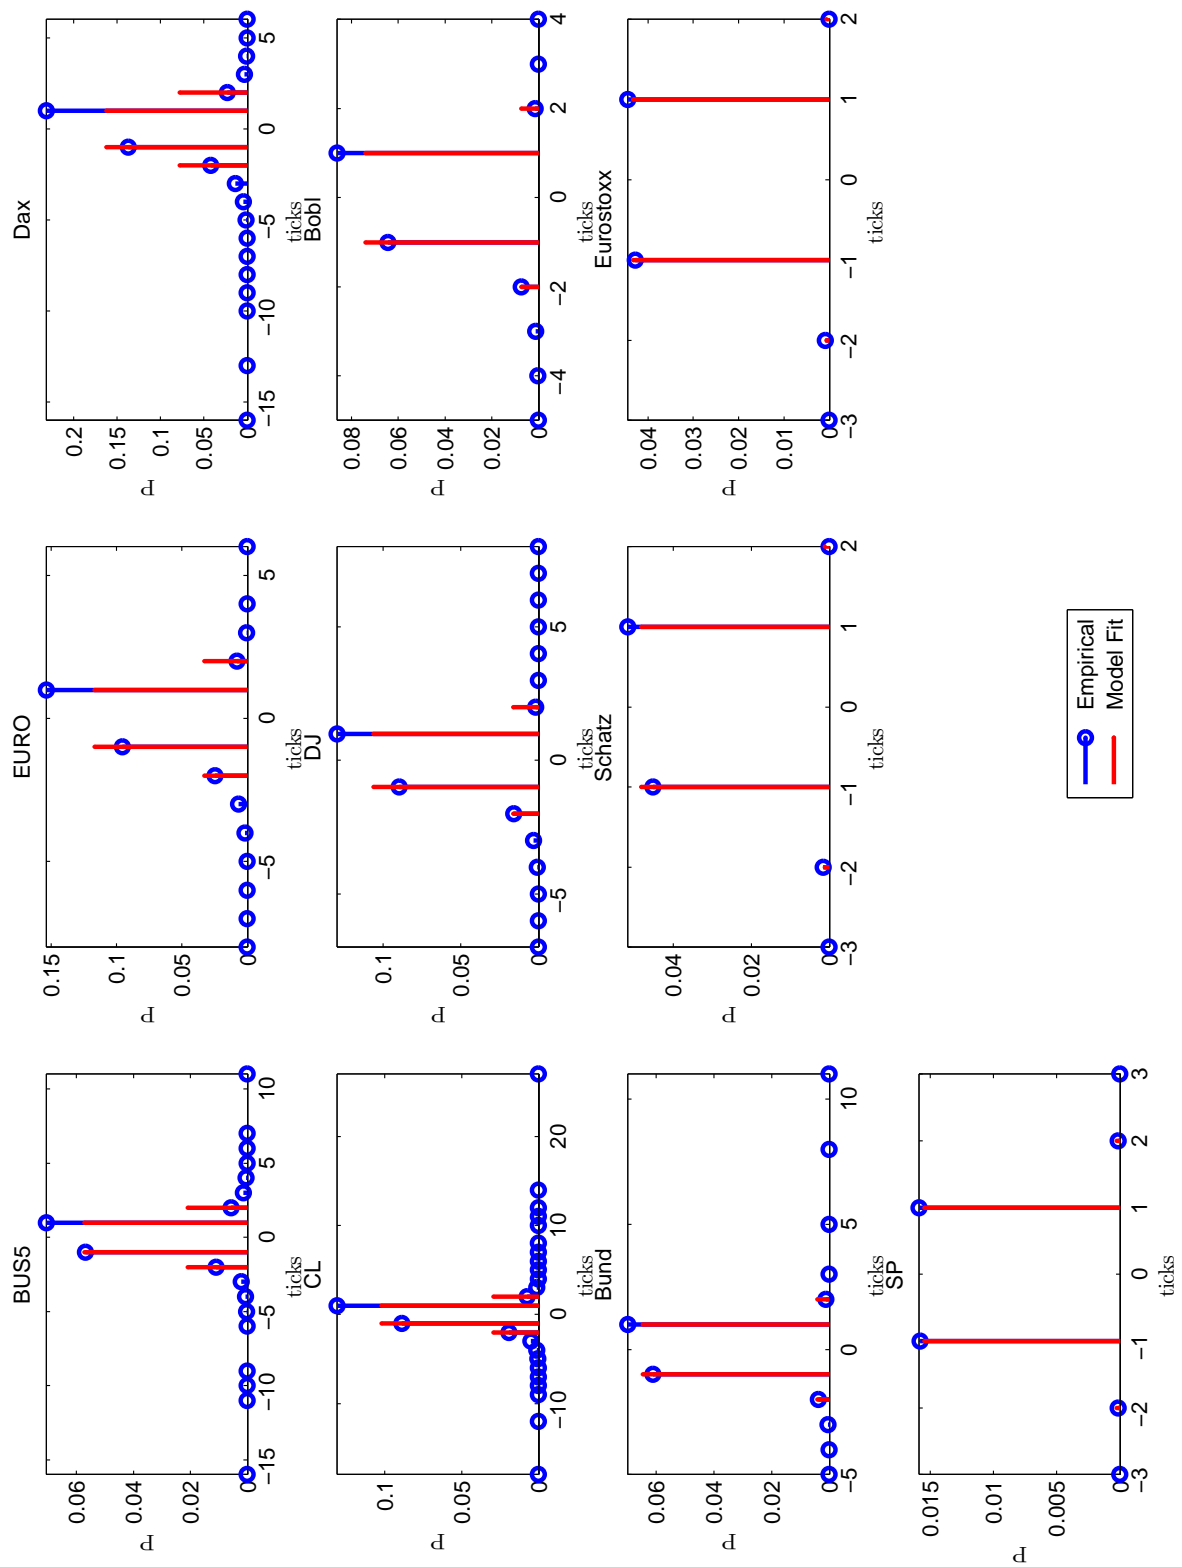 BUS5
0.06
0.04
0.02
0
P
−15 −10 −5 0 5 10
ticks
EURO
0.15
0.1
0.05
0
P
−5 0 5
ticks
Dax
0.2
0.15
0.1
0.05
0
P
−15 −10 −5 0 5
ticks
CL
0.1
0.05
0
P
−10 0 10 20
ticks
DJ
0.1
0.05
0
P
−5 0 5
ticks
Bobl
0.08
0.06
0.04
0.02
0
P
−4 −2 0 2 4
ticks
Bund
0.06
0.04
0.02
0
P
−5 0 5 10
ticks
Schatz
0.04
0.02
0
P
−3 −2 −1 0 1 2
ticks
Eurostoxx
0.04
0.03
0.02
0.01
0
P
−3 −2 −1 0 1 2
ticks
SP
0.015
0.01
0.005
0
P
−3 −2 −1 0 1 2 3
ticks
Empirical
Model Fit